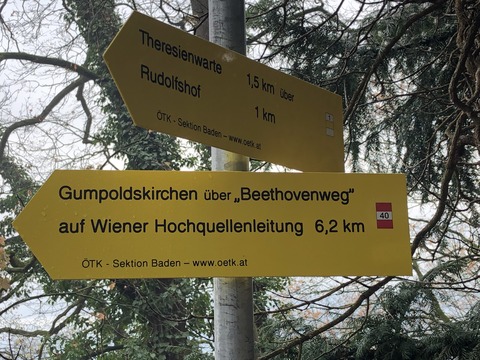 Theresienwarte 1,5 km über
Rudolfshof 1 km
ÖTK - Sektion Baden – www.oetk.at
Gumpoldskirchen über „Beethovenweg"
auf Wiener Hochquellenleitung 6,2 km
40
ÖTK - Sektion Baden – www.oetk.at